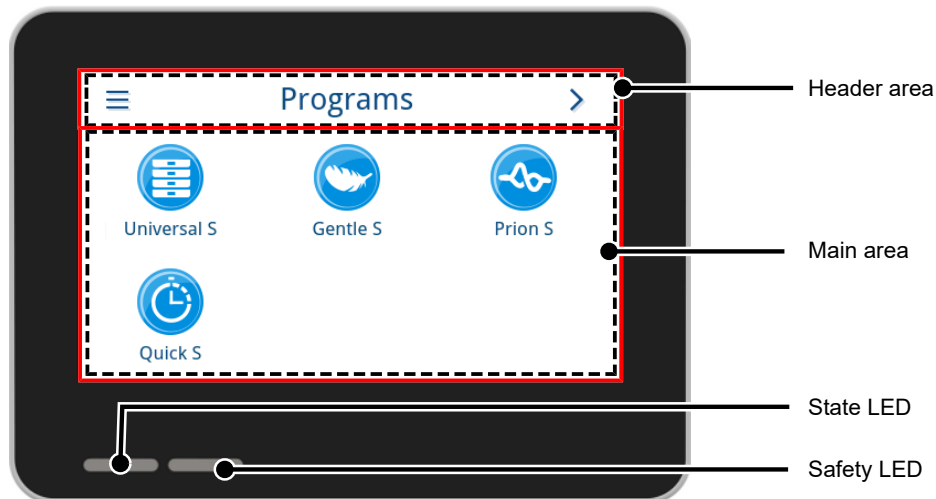 Programs
Header area
Universal S
Gentle S
Prion S
Main area
Quick S
State LED
Safety LED